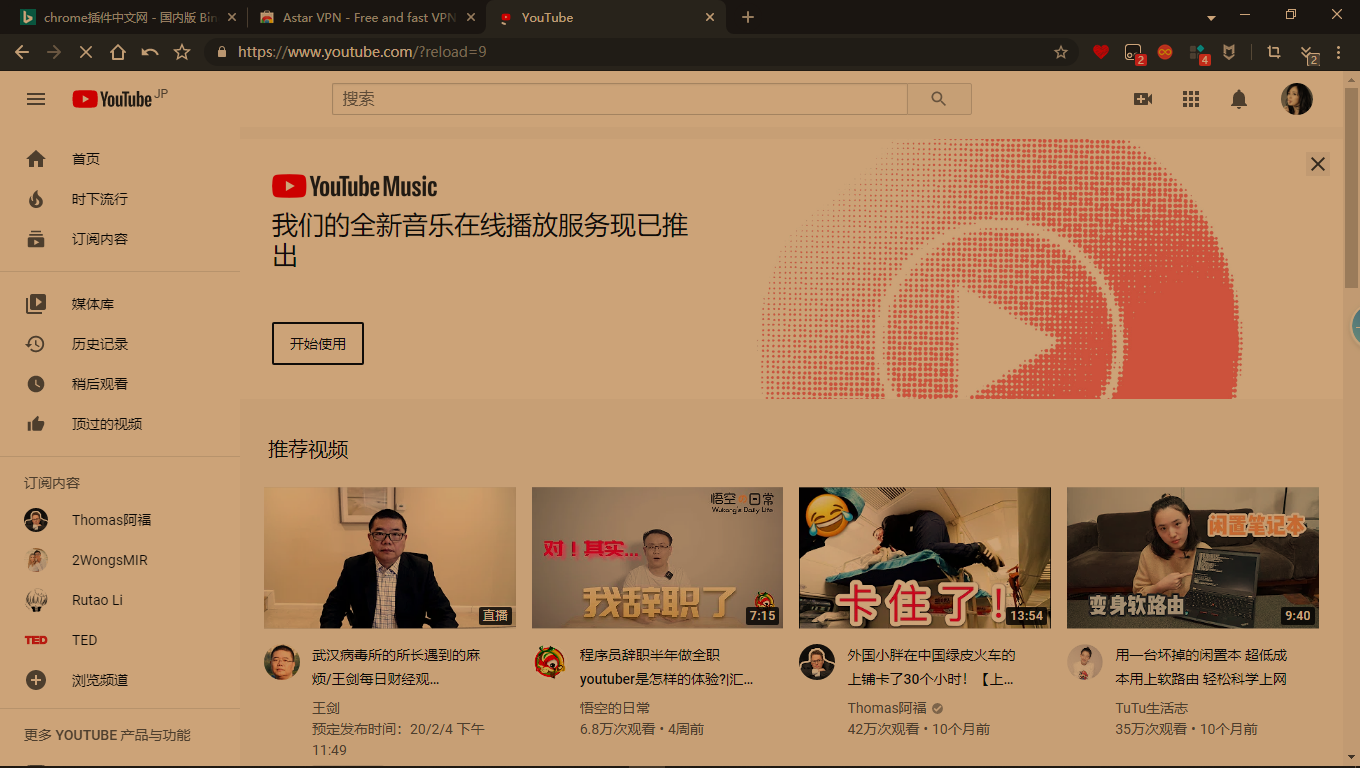 chrome插件中文网 - 国内版 Bin
Astar VPN - Free and fast VPN
YouTube
https://www.youtube.com/?reload=9
2
4
2
YouTube JP
搜索
首页
时下流行
订阅内容
媒体库
历史记录
稍后观看
顶过的视频
订阅内容
Thomas阿福
2WongsMIR
Rutao Li
TED TED
浏览频道
更多 YOUTUBE 产品与功能
YouTube Music
我们的全新音乐在线播放服务现已推
出
开始使用
推荐视频
直播
武汉病毒所的所长遇到的麻
烦/王剑每日财经观...
王剑
预定发布时间：20/2/4 下午
11:49
悟空 日常
Wukong's Daily Life
对！其实...
我辞职了
7:15
程序员辞职半年做全职
youtuber是怎样的体验?|汇...
悟空的日常
6.8万次观看 • 4周前
卡住了！
13:54
外国小胖在中国绿皮火车的
上铺卡了30个小时！【上...
Thomas阿福
42万次观看 • 10个月前
闲置笔记本
变身软路由
9:40
用一台坏掉的闲置本 超低成
本用上软路由 轻松科学上网
TuTu生活志
35万次观看 • 10个月前